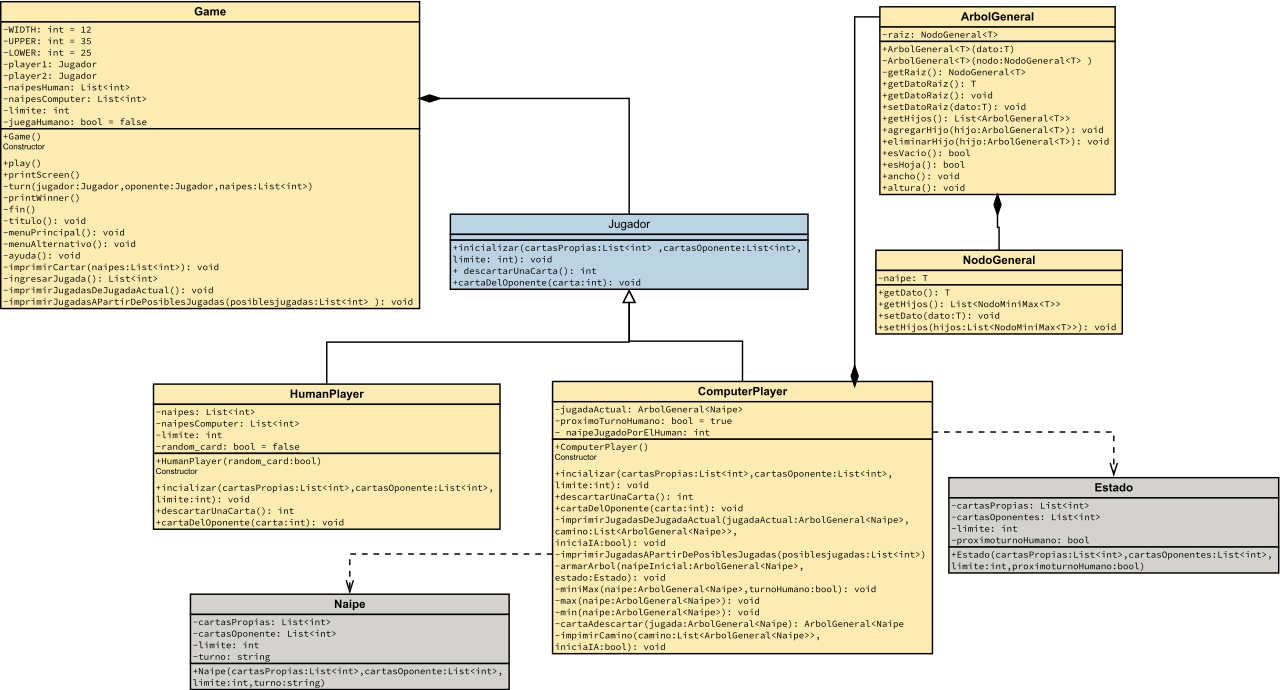 Game
-WIDTH: int = 12
-UPPER: int = 35
-LOWER: int = 25
-player1: Jugador
-player2: Jugador
-naipesHuman: List<int>
-naipesComputer: List<int>
-limite: int
-juegaHumano: bool = false
+Game()
Constructor
+play()
+printScreen()
-turn(jugador:Jugador,oponente:Jugador,naipes:List<int>)
-printWinner()
-fin()
-titulo(): void
-menuPrincipal(): void
-menuAlternativo(): void
-ayuda(): void
-imprimirCartar(naipes:List<int>): void
-ingresarJugada(): List<int>
-imprimirJugadasDeJugadaActual(): void
-imprimirJugadasAPartirDePosiblesJugadas(posiblesjugadas:List<int> ): void
ArbolGeneral
-raiz: NodoGeneral<T>
+ArbolGeneral<T>(dato:T)
-ArbolGeneral<T>(nodo:NodoGeneral<T> )
-getRaiz(): NodoGeneral<T>
+getDatoRaiz(): T
+getDatoRaiz(): void
+setDatoRaiz(dato:T): void
+getHijos(): List<ArbolGeneral<T>>
+agregarHijo(hijo:ArbolGeneral<T>): void
+eliminarHijo(hijo:ArbolGeneral<T>): void
+esVacio(): bool
+esHoja(): bool
+ancho(): void
+altura(): void
Jugador
+inicializar(cartasPropias:List<int> ,cartasOponente:List<int>,
limite: int): void
+ descartarUnaCarta(): int
+cartaDelOponente(carta:int): void
NodoGeneral
-naipe: T
+getDato(): T
+getHijos(): List<NodoMiniMax<T>>
+setDato(dato:T): void
+setHijos(hijos:List<NodoMiniMax<T>>): void
HumanPlayer
-naipes: List<int>
-naipesComputer: List<int>
-limite: int
-random_card: bool = false
+HumanPlayer(random_card:bool)
Constructor
+incializar(cartasPropias:List<int>,cartasOponente:List<int>,
limite:int): void
+descartarUnaCarta(): int
+cartaDelOponente(carta:int): void
ComputerPlayer
-jugadaActual: ArbolGeneral<Naipe>
-proximoTurnoHumano: bool = true
- naipeJugadoPorElHuman: int
+ComputerPlayer()
Constructor
+incializar(cartasPropias:List<int>,cartasOponente:List<int>,
limite:int): void
+descartarUnaCarta(): int
+cartaDelOponente(carta:int): void
-imprimirJugadasDeJugadaActual(jugadaActual:ArbolGeneral<Naipe>,
camino:List<ArbolGeneral<Naipe>>,
iniciaIA:bool): void
-imprimirJugadasAPartirDePosiblesJugadas(posiblesjugadas:List<int>)
-armarArbol(naipeInicial:ArbolGeneral<Naipe>,
estado:Estado): void
-miniMax(naipe:ArbolGeneral<Naipe>,turnoHumano:bool): void
-max(naipe:ArbolGeneral<Naipe>): void
-min(naipe:ArbolGeneral<Naipe>): void
-cartaADescartar(jugada:ArbolGeneral<Naipe): ArbolGeneral<Naipe
-impimirCamino(camino:List<ArbolGeneral<Naipe>>,
iniciaIA:bool): void
Estado
-cartasPropias: List<int>
-cartasOponentes: List<int>
-limite: int
-proximoturnoHumano: bool
+Estado(cartasPropias:List<int>,cartasOponentes:List<int>,
limite:int,proximoturnoHumano:bool)
Naipe
-cartasPropias: List<int>
-cartasOponente: List<int>
-limite: int
-turno: string
+Naipe(cartasPropias:List<int>,cartasOponente:List<int>,
limite:int,turno:string)